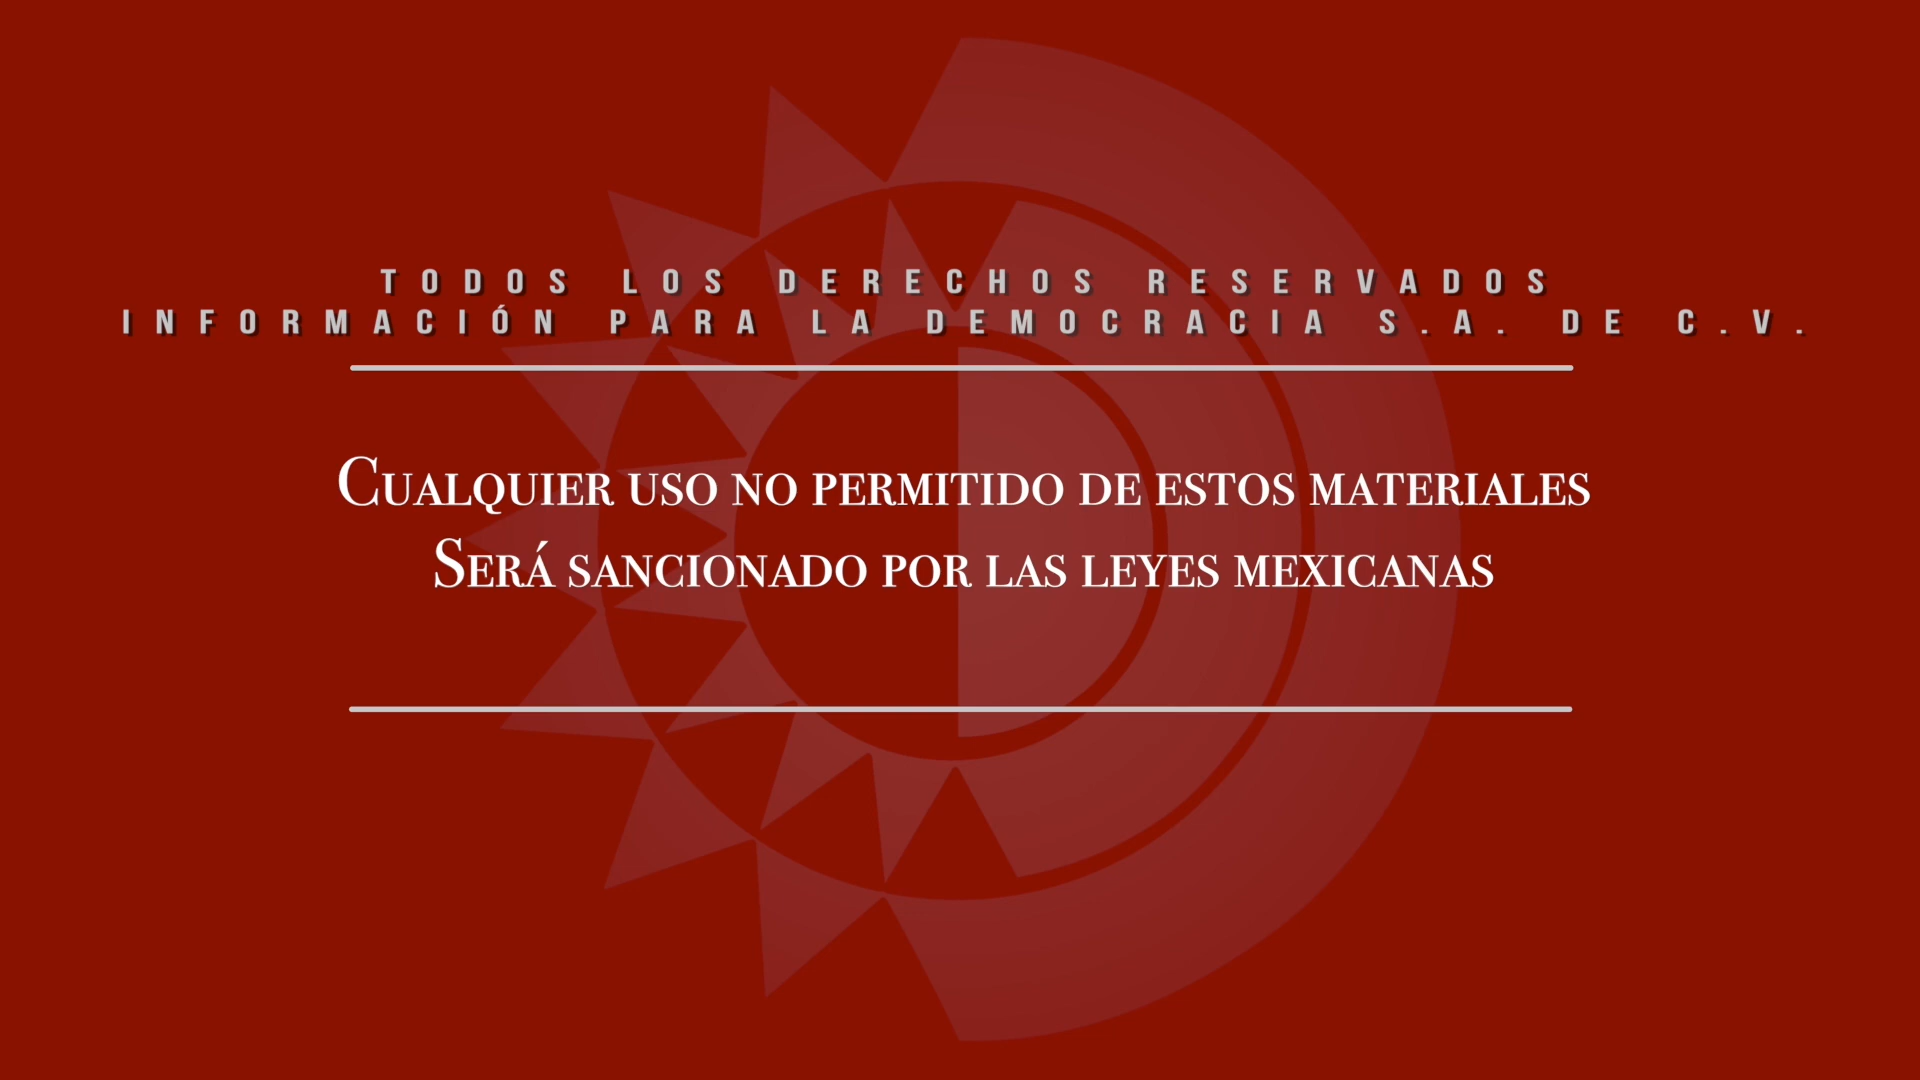 TODOS LOS DERECHOS RESERVADOS
INFORMACIÓN PARA LA DEMOCRACIA S.A. DE C.V.
Cualquier uso no permitido de estos materiales
Será sancionado por las leyes mexicanas